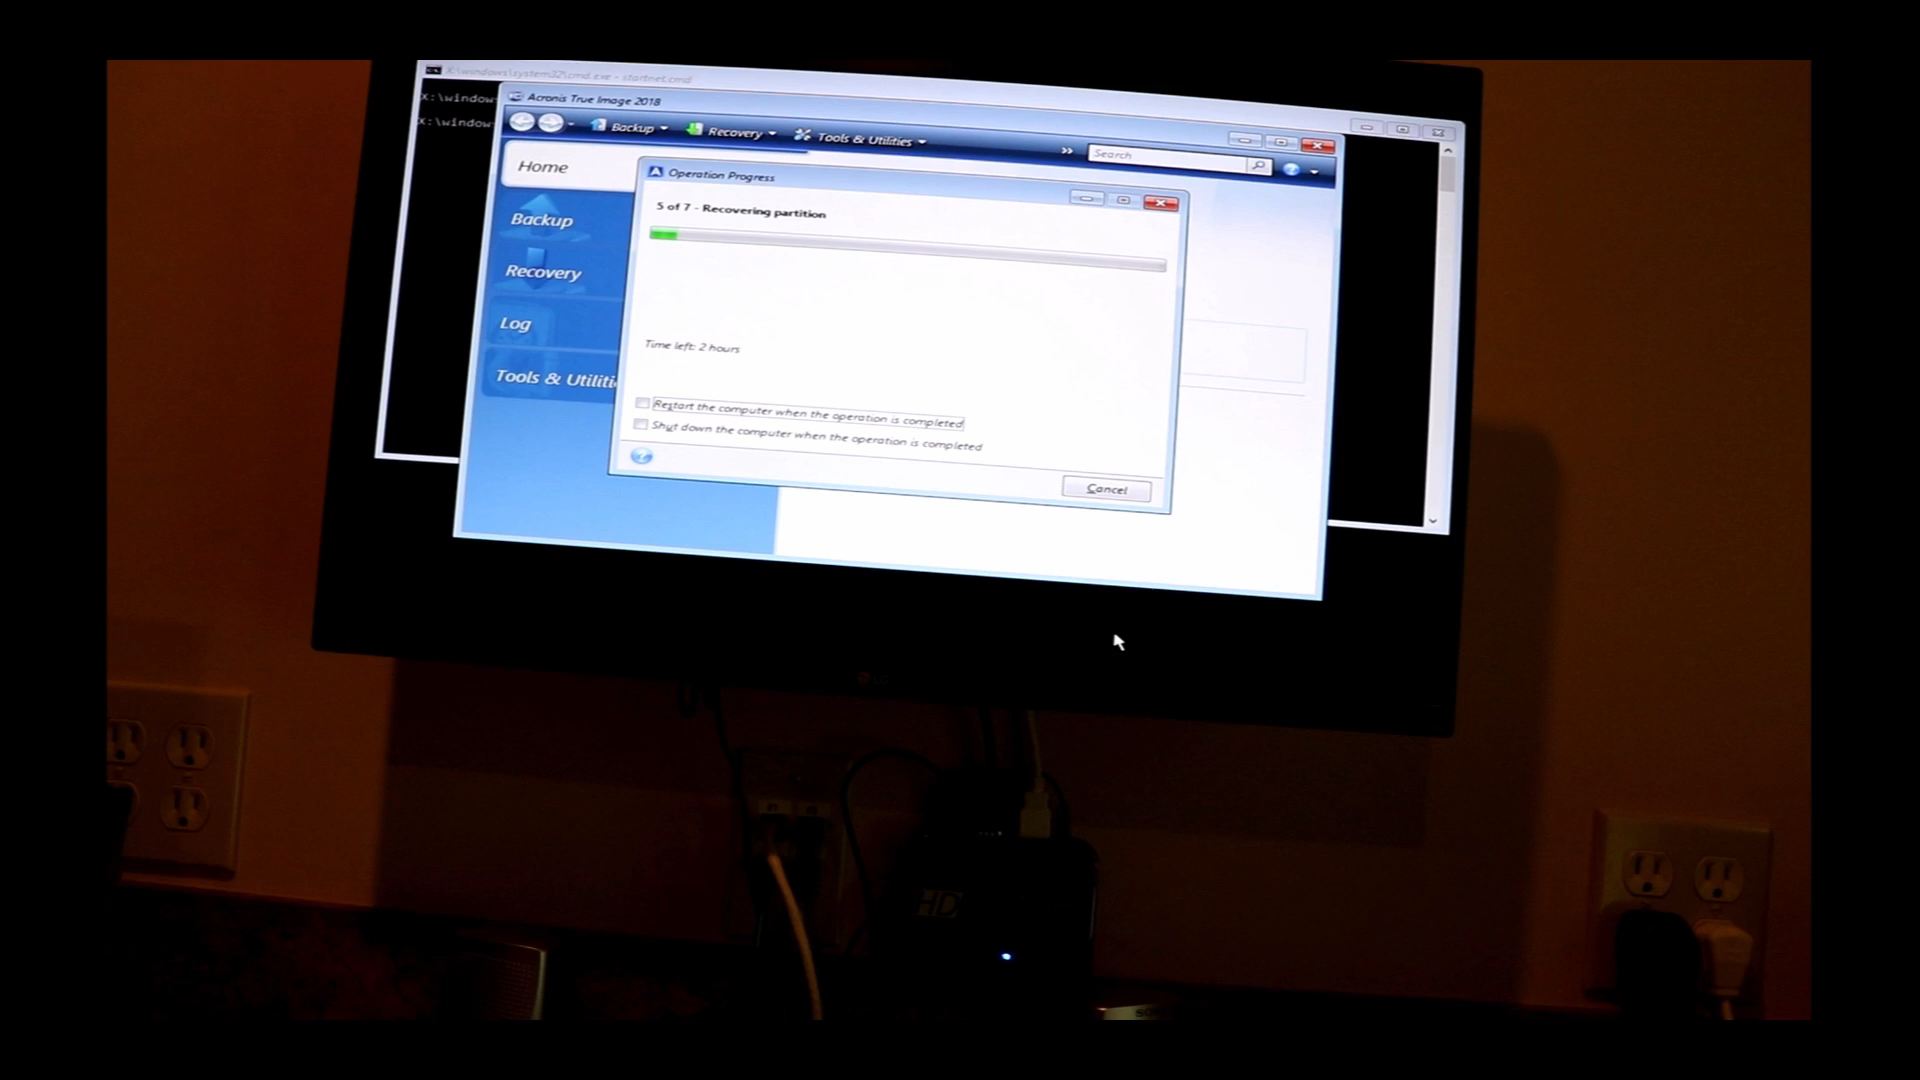 X:\windows\system32\cmd.exe - startnet.cmd
X:\window
X:\window
Acronis True Image 2018
Backup
Recovery
Tools & Utilities
Search
Home
Backup
Recovery
Log
Tools & Utiliti
Operation Progress
5 of 7 - Recovering partition
Time left: 2 hours
Restart the computer when the operation is completed
Shut down the computer when the operation is completed
Cancel
LG
HD